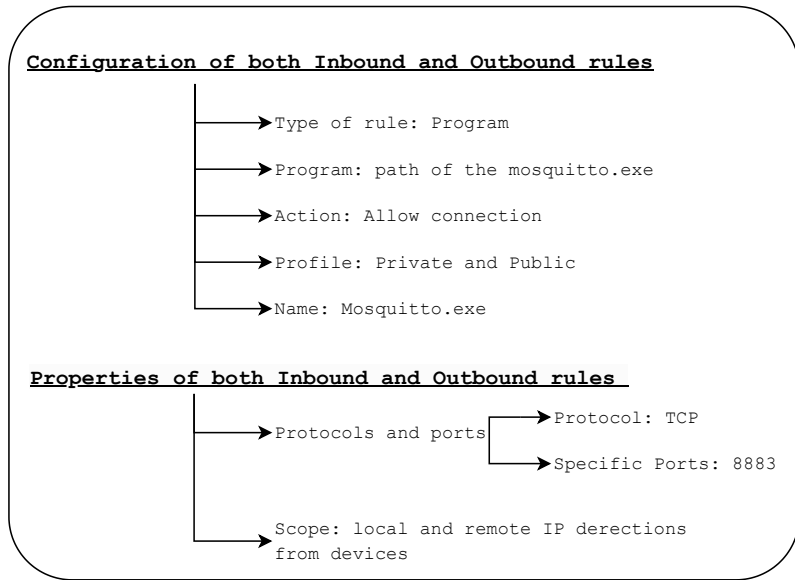 Configuration of both Inbound and Outbound rules
Type of rule: Program
Program: path of the mosquitto.exe
Action: Allow connection
Profile: Private and Public
Name: Mosquitto.exe
Properties of both Inbound and Outbound rules
Protocols and ports
Protocol: TCP
Specific Ports: 8883
Scope: local and remote IP derections
from devices